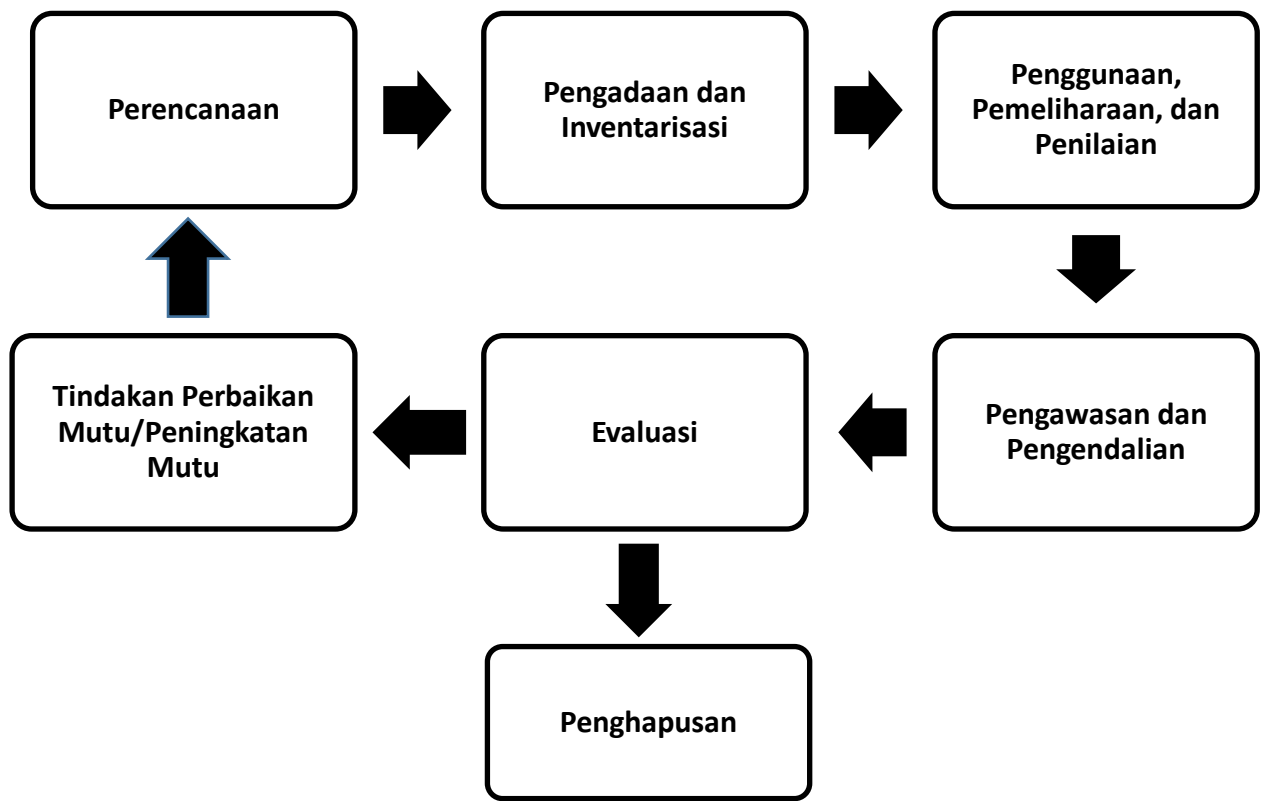 Perencanaan
Pengadaan dan
Inventarisasi
Penggunaan,
Pemeliharaan, dan
Penilaian
Tindakan Perbaikan
Mutu/Peningkatan
Mutu
Evaluasi
Pengawasan dan
Pengendalian
Penghapusan